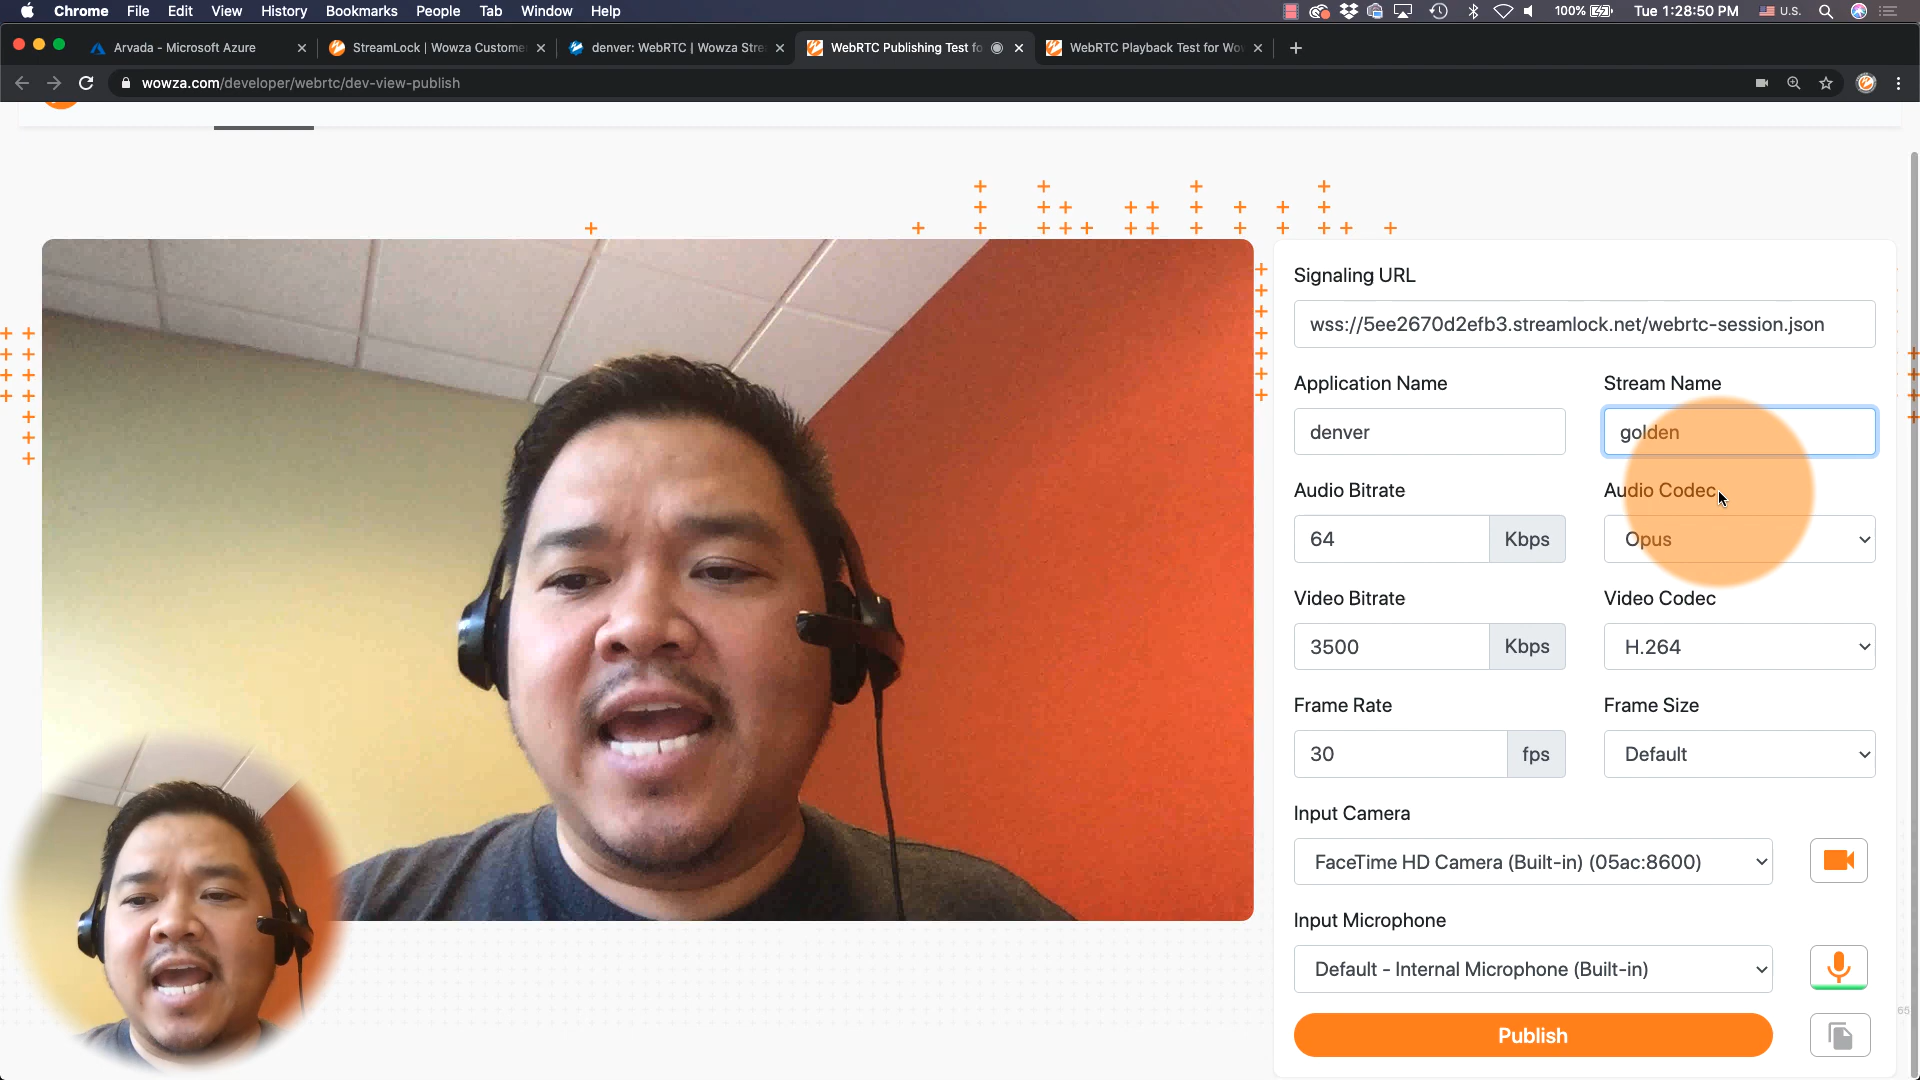 Chrome File Edit View History Bookmarks People Tab Window Help 100% Tue 1:28:50 PM U.S.
Arvada - Microsoft Azure StreamLock | Wowza Custome denver: WebRTC | Wowza Stre WebRTC Publishing Test fo WebRTC Playback Test for Wo
wowza.com/developer/webrtc/dev-view-publish
Signaling URL
wss://5ee2670d2efb3.streamlock.net/webrtc-session.json
Application Name Stream Name
denver golden
Audio Bitrate Audio Codec
64 Kbps Opus
Video Bitrate Video Codec
3500 Kbps H.264
Frame Rate Frame Size
30 fps Default
Input Camera
FaceTime HD Camera (Built-in) (05ac:8600)
Input Microphone
Default - Internal Microphone (Built-in)
Publish